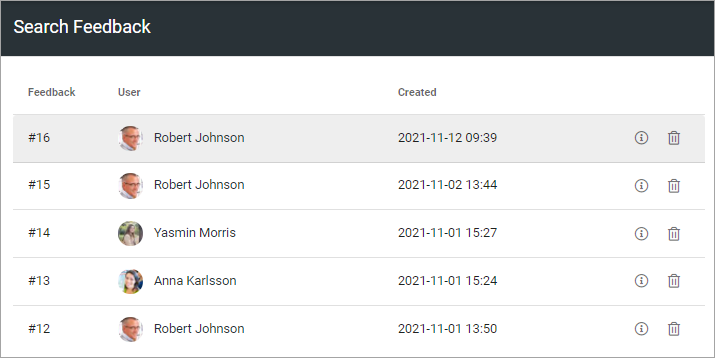 Search Feedback
Feedback User Created
#16 Robert Johnson 2021-11-12 09:39
#15 Robert Johnson 2021-11-02 13:44
#14 Yasmin Morris 2021-11-01 15:27
#13 Anna Karlsson 2021-11-01 15:24
#12 Robert Johnson 2021-11-01 13:50